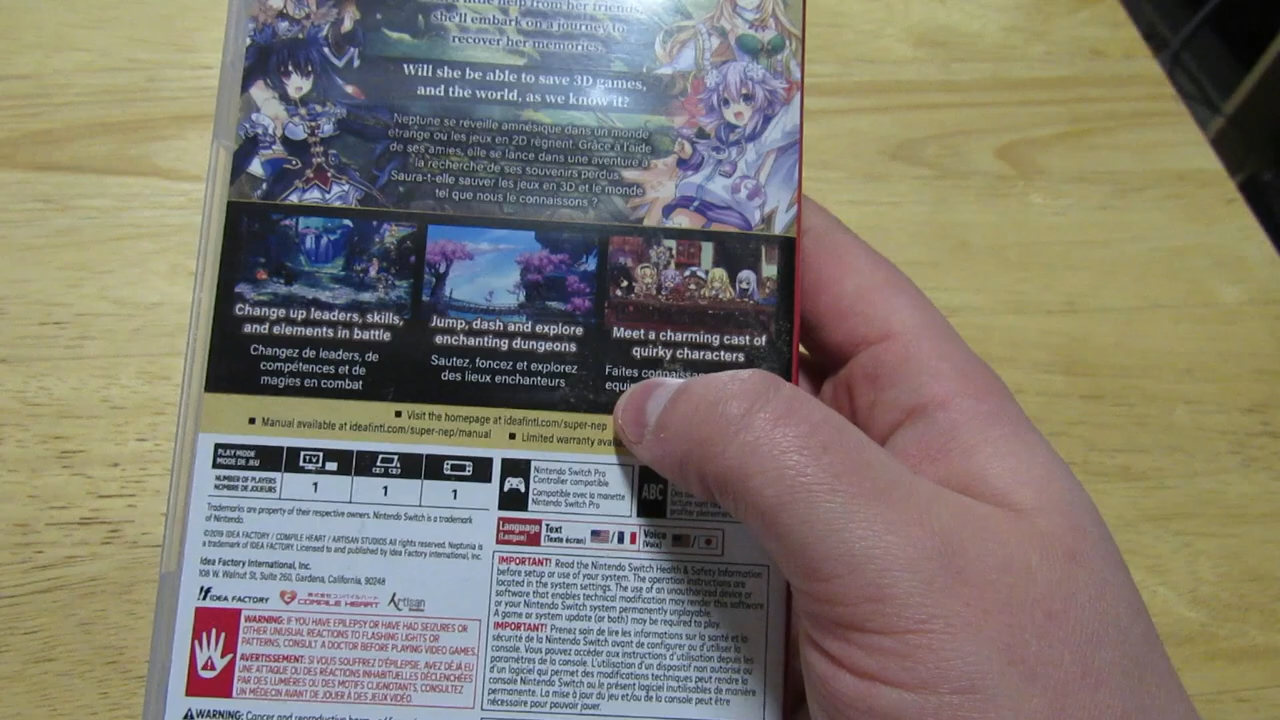 little help from her friends,
she'll embark on a journey to
recover her memories.
Will she be able to save 3D games,
and the world, as we know it?
Neptune se réveille amnésique dans un monde
étrange ou les jeux en 2D règnent. Grâce à l'aide
de ses amies, elle se lance dans une aventure à
la recherche de ses souvenirs perdus.
Saura-t-elle sauver les jeux en 3D et le monde
tel que nous le connaissons ?
Change up leaders, skills,
and elements in battle
Changez de leaders, de
compétences et de
magies en combat
Jump, dash and explore
enchanting dungeons
Sautez, foncez et explorez
des lieux enchanteurs
Meet a charming cast of
quirky characters
Faites
■ Visit the homepage at ideafintl.com/super-nep
■ Manual available at ideafintl.com/super-nep/manual ■ Limited warranty
PLAY MODE
MODE DE JEU
TV
NUMBER OF PLAYERS
NOMBRE DE JOUEURS
1 1 1
Nintendo Switch Pro
Controller compatible
Compatible avec la manette
Nintendo Switch Pro
ABC
Trademarks are property of their respective owners. Nintendo Switch is a trademark
of Nintendo.
©2019 IDEA FACTORY / COMPILE HEART / ARTISAN STUDIOS All rights reserved. Neptunia is
a trademark of IDEA FACTORY. Licensed to and published by Idea Factory International, Inc.
Idea Factory International, Inc.
108 W. Walnut St, Suite 260, Gardena, California, 90248
IDEA FACTORY
株式会社コンパイルハート
COMPILE HEART
Artisan
Studios
Language
(Langue)
Text
(Texte écran)
/
Voice
(Voix)
/
WARNING: IF YOU HAVE EPILEPSY OR HAVE HAD SEIZURES OR
OTHER UNUSUAL REACTIONS TO FLASHING LIGHTS OR
PATTERNS, CONSULT A DOCTOR BEFORE PLAYING VIDEO GAMES.
AVERTISSEMENT: SI VOUS SOUFFREZ D'ÉPILEPSIE, AVEZ DÉJÀ EU
UNE ATTAQUE OU DES RÉACTIONS INHABITUELLES DÉCLENCHÉES
PAR DES LUMIÈRES OU DES MOTIFS CLIGNOTANTS, CONSULTEZ
UN MÉDECIN AVANT DE JOUER À DES JEUX VIDÉO.
IMPORTANT! Read the Nintendo Switch Health & Safety Information
before setup or use of your system. The operation instructions are
located in the system settings. The use of an unauthorized device or
software that enables technical modification may render this software
or your Nintendo Switch system permanently unplayable.
A game or system update (or both) may be required to play.
IMPORTANT! Prenez soin de lire les informations sur la santé et la
sécurité de la Nintendo Switch avant de configurer ou d'utiliser la
console. Vous pouvez accéder aux instructions d'utilisation depuis les
paramètres de la console. L'utilisation d'un dispositif non autorisé ou
d'un logiciel qui permet des modifications techniques peut rendre la
console Nintendo Switch ou le présent logiciel inutilisables de manière
permanente. La mise à jour du jeu et/ou de la console peut être
nécessaire pour pouvoir jouer.
WARNING: Cancer and reproductive